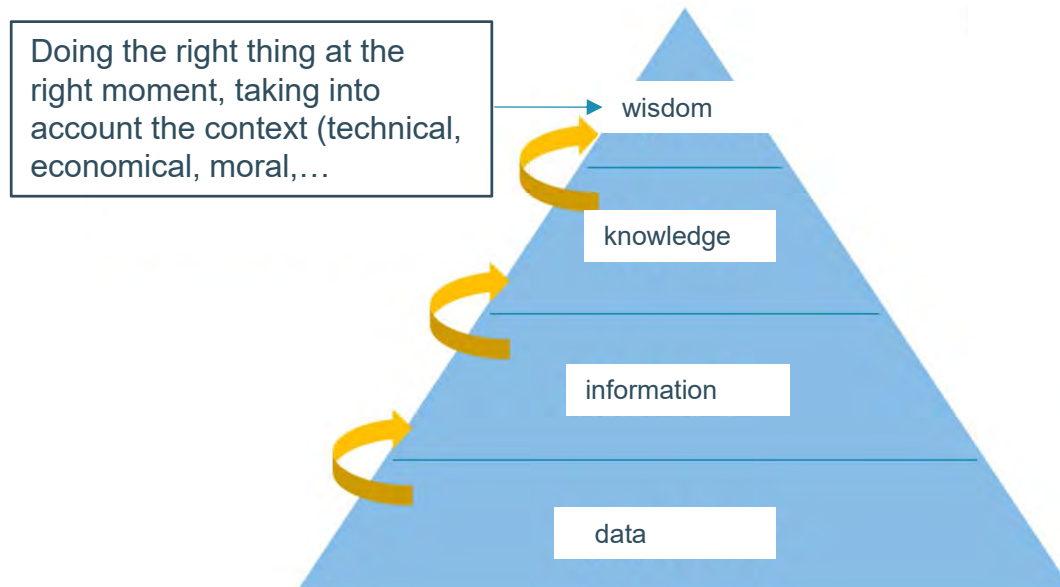 Doing the right thing at the
right moment, taking into
account the context (technical,
economical, moral,…
wisdom
knowledge
information
data